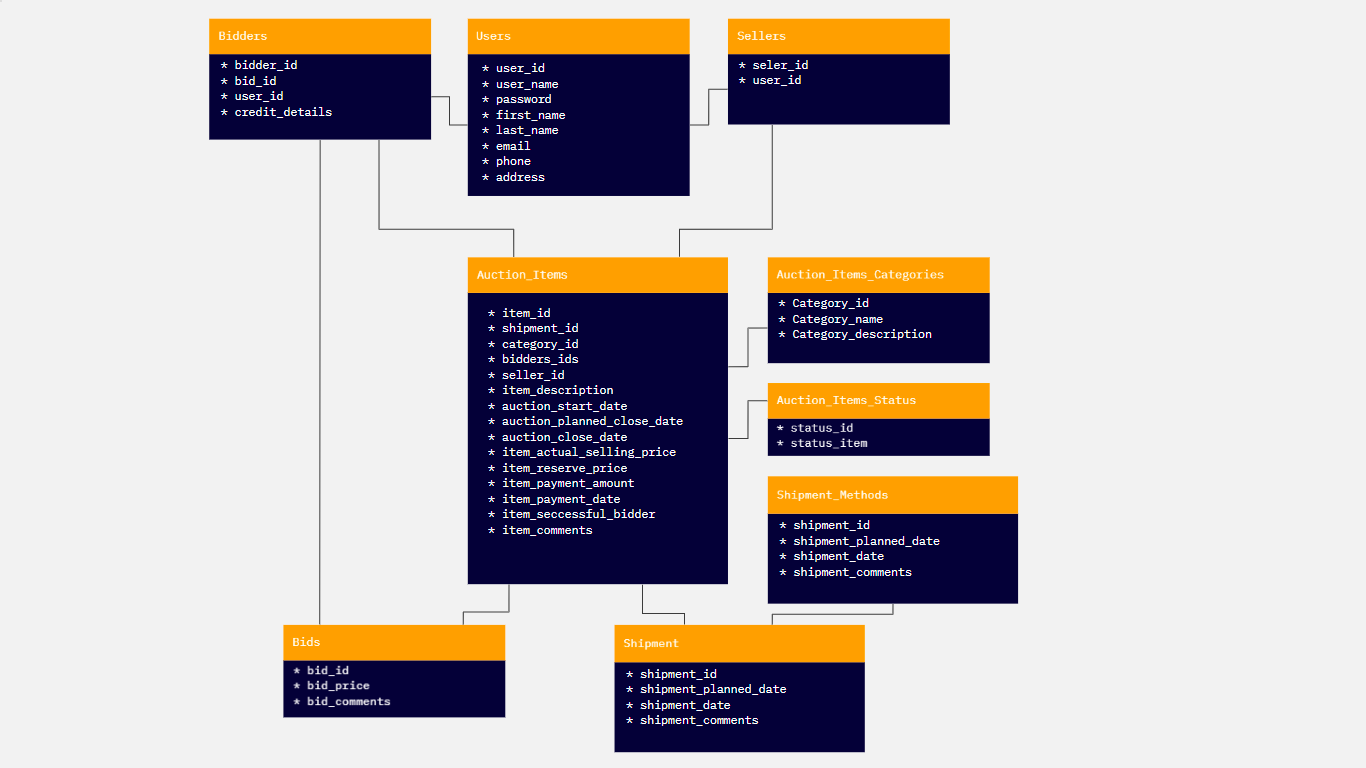 Bidders
* bidder_id
* bid_id
* user_id
* credit_details
Users
* user_id
* user_name
* password
* first_name
* last_name
* email
* phone
* address
Sellers
* seler_id
* user_id
Auction_Items
* item_id
* shipment_id
* category_id
* bidders_ids
* seller_id
* item_description
* auction_start_date
* auction_planned_close_date
* auction_close_date
* item_actual_selling_price
* item_reserve_price
* item_payment_amount
* item_payment_date
* item_seccessful_bidder
* item_comments
Auction_Items_Categories
* Category_id
* Category_name
* Category_description
Auction_Items_Status
* status_id
* status_item
Shipment_Methods
* shipment_id
* shipment_planned_date
* shipment_date
* shipment_comments
Bids
* bid_id
* bid_price
* bid_comments
Shipment
* shipment_id
* shipment_planned_date
* shipment_date
* shipment_comments